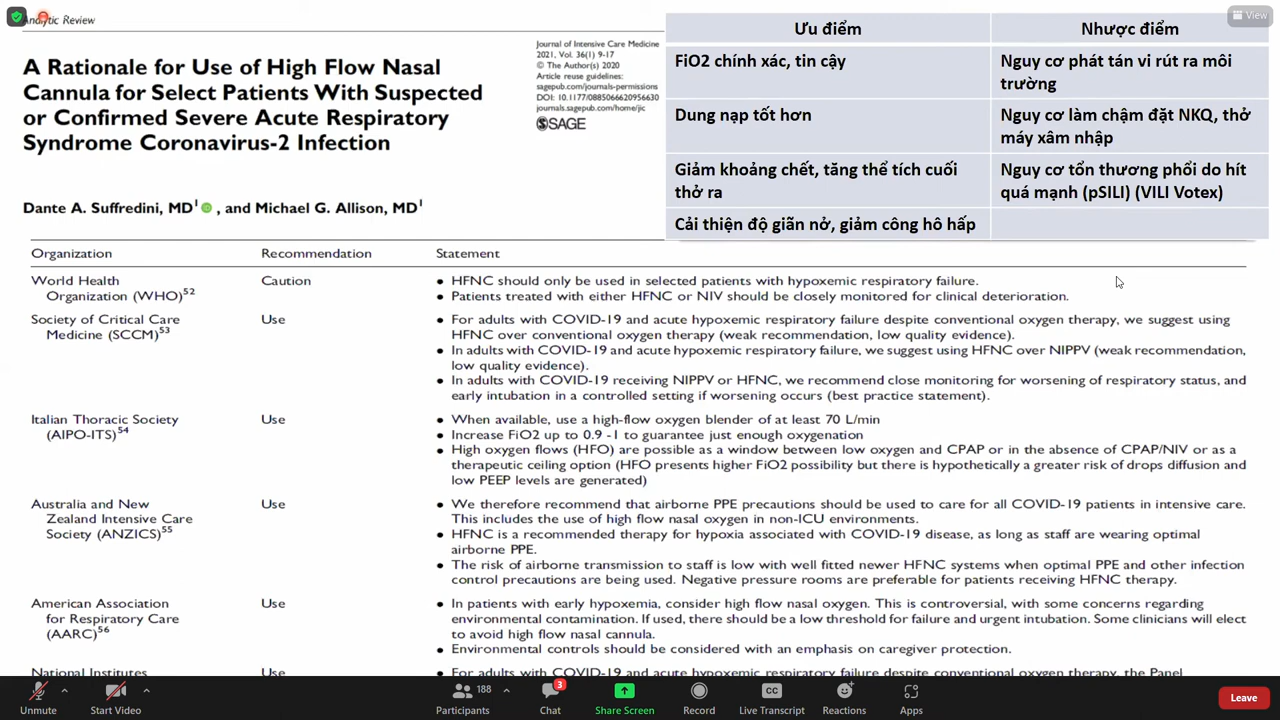 Analytic Review
View
A Rationale for Use of High Flow Nasal
Cannula for Select Patients With Suspected
or Confirmed Severe Acute Respiratory
Syndrome Coronavirus-2 Infection
Journal of Intensive Care Medicine
2021, Vol. 36(1) 9-17
© The Author(s) 2020
Article reuse guidelines:
sagepub.com/journals-permissions
DOI: 10.1177/0885066620956630
journals.sagepub.com/home/jic
SAGE
Dante A. Suffredini, MD1, and Michael G. Allison, MD1
Ưu điểm
Nhược điểm
FiO2 chính xác, tin cậy
Nguy cơ phát tán vi rút ra môi
trường
Dung nạp tốt hơn
Nguy cơ làm chậm đặt NKQ, thở
máy xâm nhập
Giảm khoảng chết, tăng thể tích cuối
thở ra
Nguy cơ tổn thương phổi do hít
quá mạnh (pSILI) (VILI Votex)
Cải thiện độ giãn nở, giảm công hô hấp
Organization
Recommendation
Statement
World Health
Organization (WHO)52
Caution
• HFNC should only be used in selected patients with hypoxemic respiratory failure.
• Patients treated with either HFNC or NIV should be closely monitored for clinical deterioration.
Society of Critical Care
Medicine (SCCM)53
Use
• For adults with COVID-19 and acute hypoxemic respiratory failure despite conventional oxygen therapy, we suggest using
HFNC over conventional oxygen therapy (weak recommendation, low quality evidence).
• In adults with COVID-19 and acute hypoxemic respiratory failure, we suggest using HFNC over NIPPV (weak recommendation,
low quality evidence).
• In adults with COVID-19 receiving NIPPV or HFNC, we recommend close monitoring for worsening of respiratory status, and
early intubation in a controlled setting if worsening occurs (best practice statement).
Italian Thoracic Society
(AIPO-ITS)54
Use
• When available, use a high-flow oxygen blender of at least 70 L/min
• Increase FiO2 up to 0.9 -1 to guarantee just enough oxygenation
• High oxygen flows (HFO) are possible as a window between low oxygen and CPAP or in the absence of CPAP/NIV or as a
therapeutic ceiling option (HFO presents higher FiO2 possibility but there is hypothetically a greater risk of drops diffusion and
low PEEP levels are generated)
Australia and New
Zealand Intensive Care
Society (ANZICS)55
Use
• We therefore recommend that airborne PPE precautions should be used to care for all COVID-19 patients in intensive care.
This includes the use of high flow nasal oxygen in non-ICU environments.
• HFNC is a recommended therapy for hypoxia associated with COVID-19 disease, as long as staff are wearing optimal
airborne PPE.
• The risk of airborne transmission to staff is low with well fitted newer HFNC systems when optimal PPE and other infection
control precautions are being used. Negative pressure rooms are preferable for patients receiving HFNC therapy.
American Association
for Respiratory Care
(AARC)56
Use
• In patients with early hypoxemia, consider high flow nasal oxygen. This is controversial, with some concerns regarding
environmental contamination. If used, there should be a low threshold for failure and urgent intubation. Some clinicians will elect
to avoid high flow nasal cannula.
• Environmental controls should be considered with an emphasis on caregiver protection.
National Institutes
Use
• For adults with COVID-19 and acute hypoxemic respiratory failure despite conventional oxygen therapy, the Panel
Unmute
Start Video
188
Participants
3
Chat
Share Screen
Record
CC
Live Transcript
Reactions
Apps
Leave